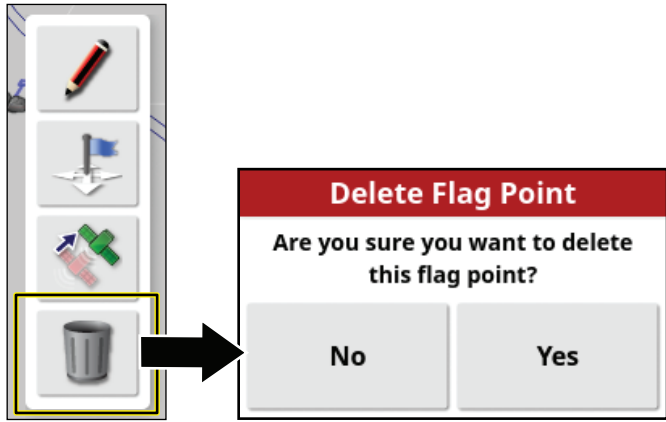 Delete Flag Point
Are you sure you want to delete
this flag point?
No
Yes